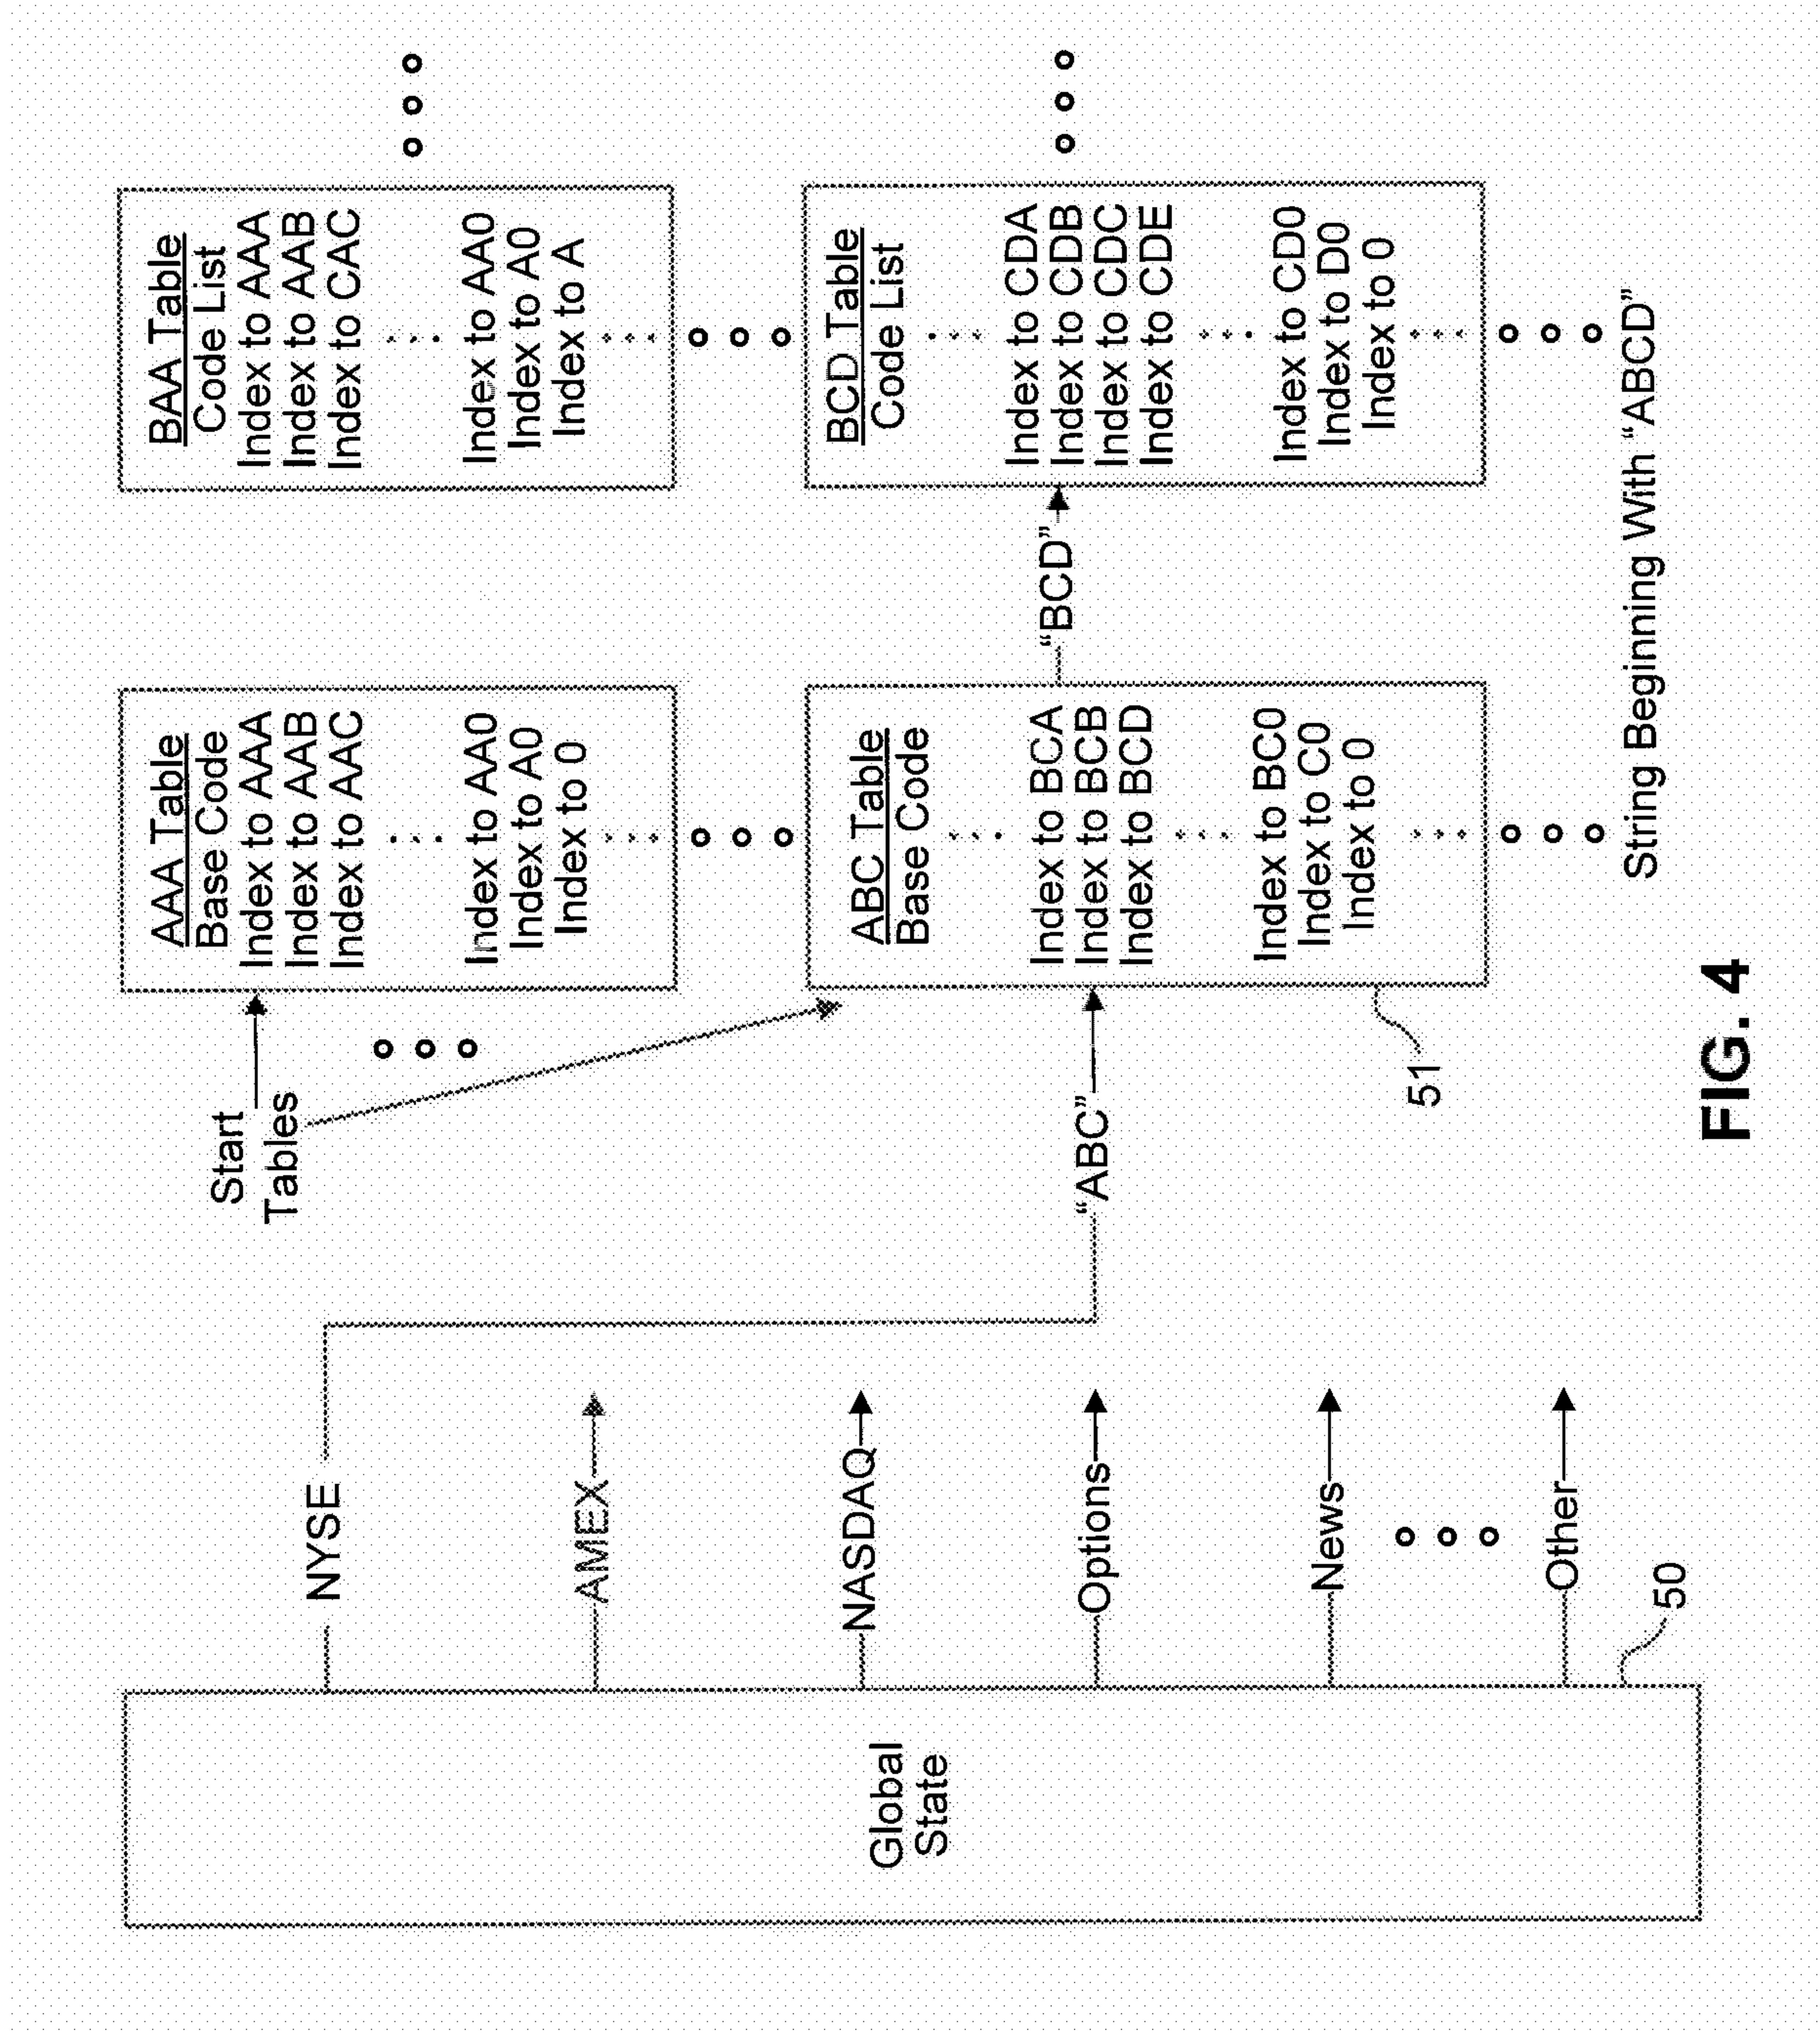 Global
State
50
NYSE
AMEX
NASDAQ
Options
News
Other
Start
Tables
“ABC”
51
AAA Table
Base Code
Index to AAA
Index to AAB
Index to AAC
Index to AA0
Index to A0
Index to 0
ABC Table
Base Code
Index to BCA
Index to BCB
Index to BCD
Index to BC0
Index to C0
Index to 0
“BCD”
BAA Table
Code List
Index to AAA
Index to AAB
Index to CAC
Index to AA0
Index to A0
Index to A
BCD Table
Code List
Index to CDA
Index to CDB
Index to CDC
Index to CDE
Index to CD0
Index to D0
Index to 0
String Beginning With “ABCD”
FIG. 4